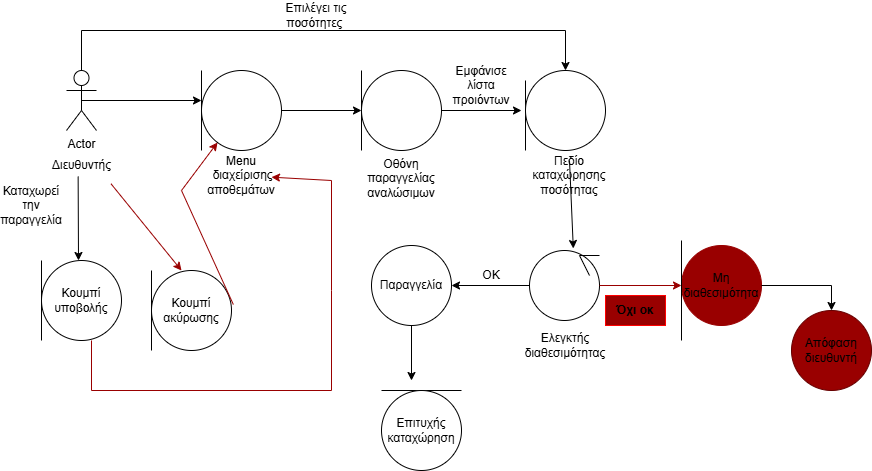 Επιλέγει τις
ποσότητες
Εμφάνισε
λίστα
προιόντων
Actor
Διευθυντής
Menu
διαχείρισης
αποθεμάτων
Οθόνη
παραγγελίας
αναλώσιμων
Πεδίο
καταχώρησης
ποσότητας
Καταχωρεί
την
παραγγελία
Κουμπί
υποβολής
Κουμπί
ακύρωσης
Παραγγελία
OK
Ελεγκτής
διαθεσιμότητας
Όχι οκ
Μη
διαθεσιμότητα
Απόφαση
διευθυντή
Επιτυχής
καταχώρηση